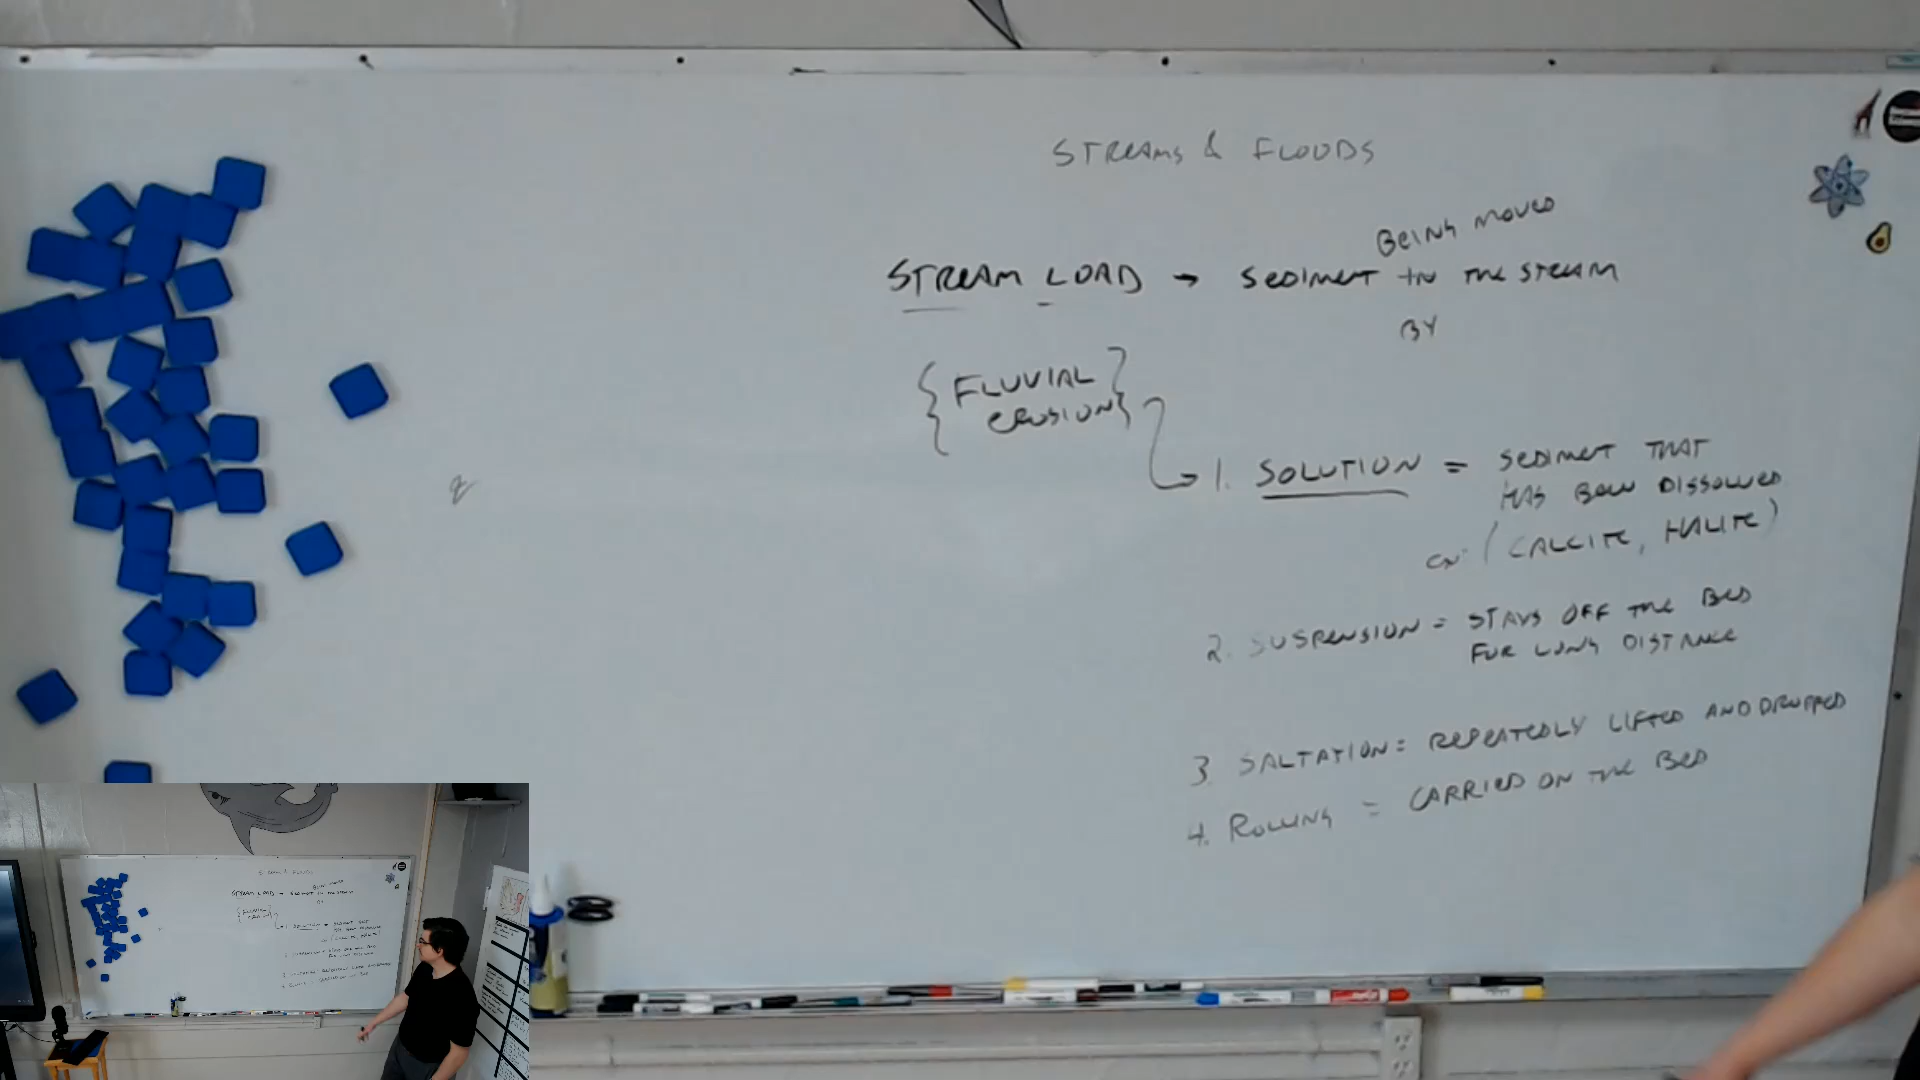 STREAMS & FLOODS
BEING MOVED
STREAM LOAD → SEDIMENT IN THE STREAM
BY
{FLUVIAL
EROSION}
1. SOLUTION = SEDIMENT THAT
HAS BEEN DISSOLVED
EX: (CALCITE, HALITE)
2. SUSPENSION = STAYS OFF THE BED
FOR LONG DISTANCE
3. SALTATION = REPEATEDLY LIFTED AND DROPPED
4. ROLLING = CARRIED ON THE BED